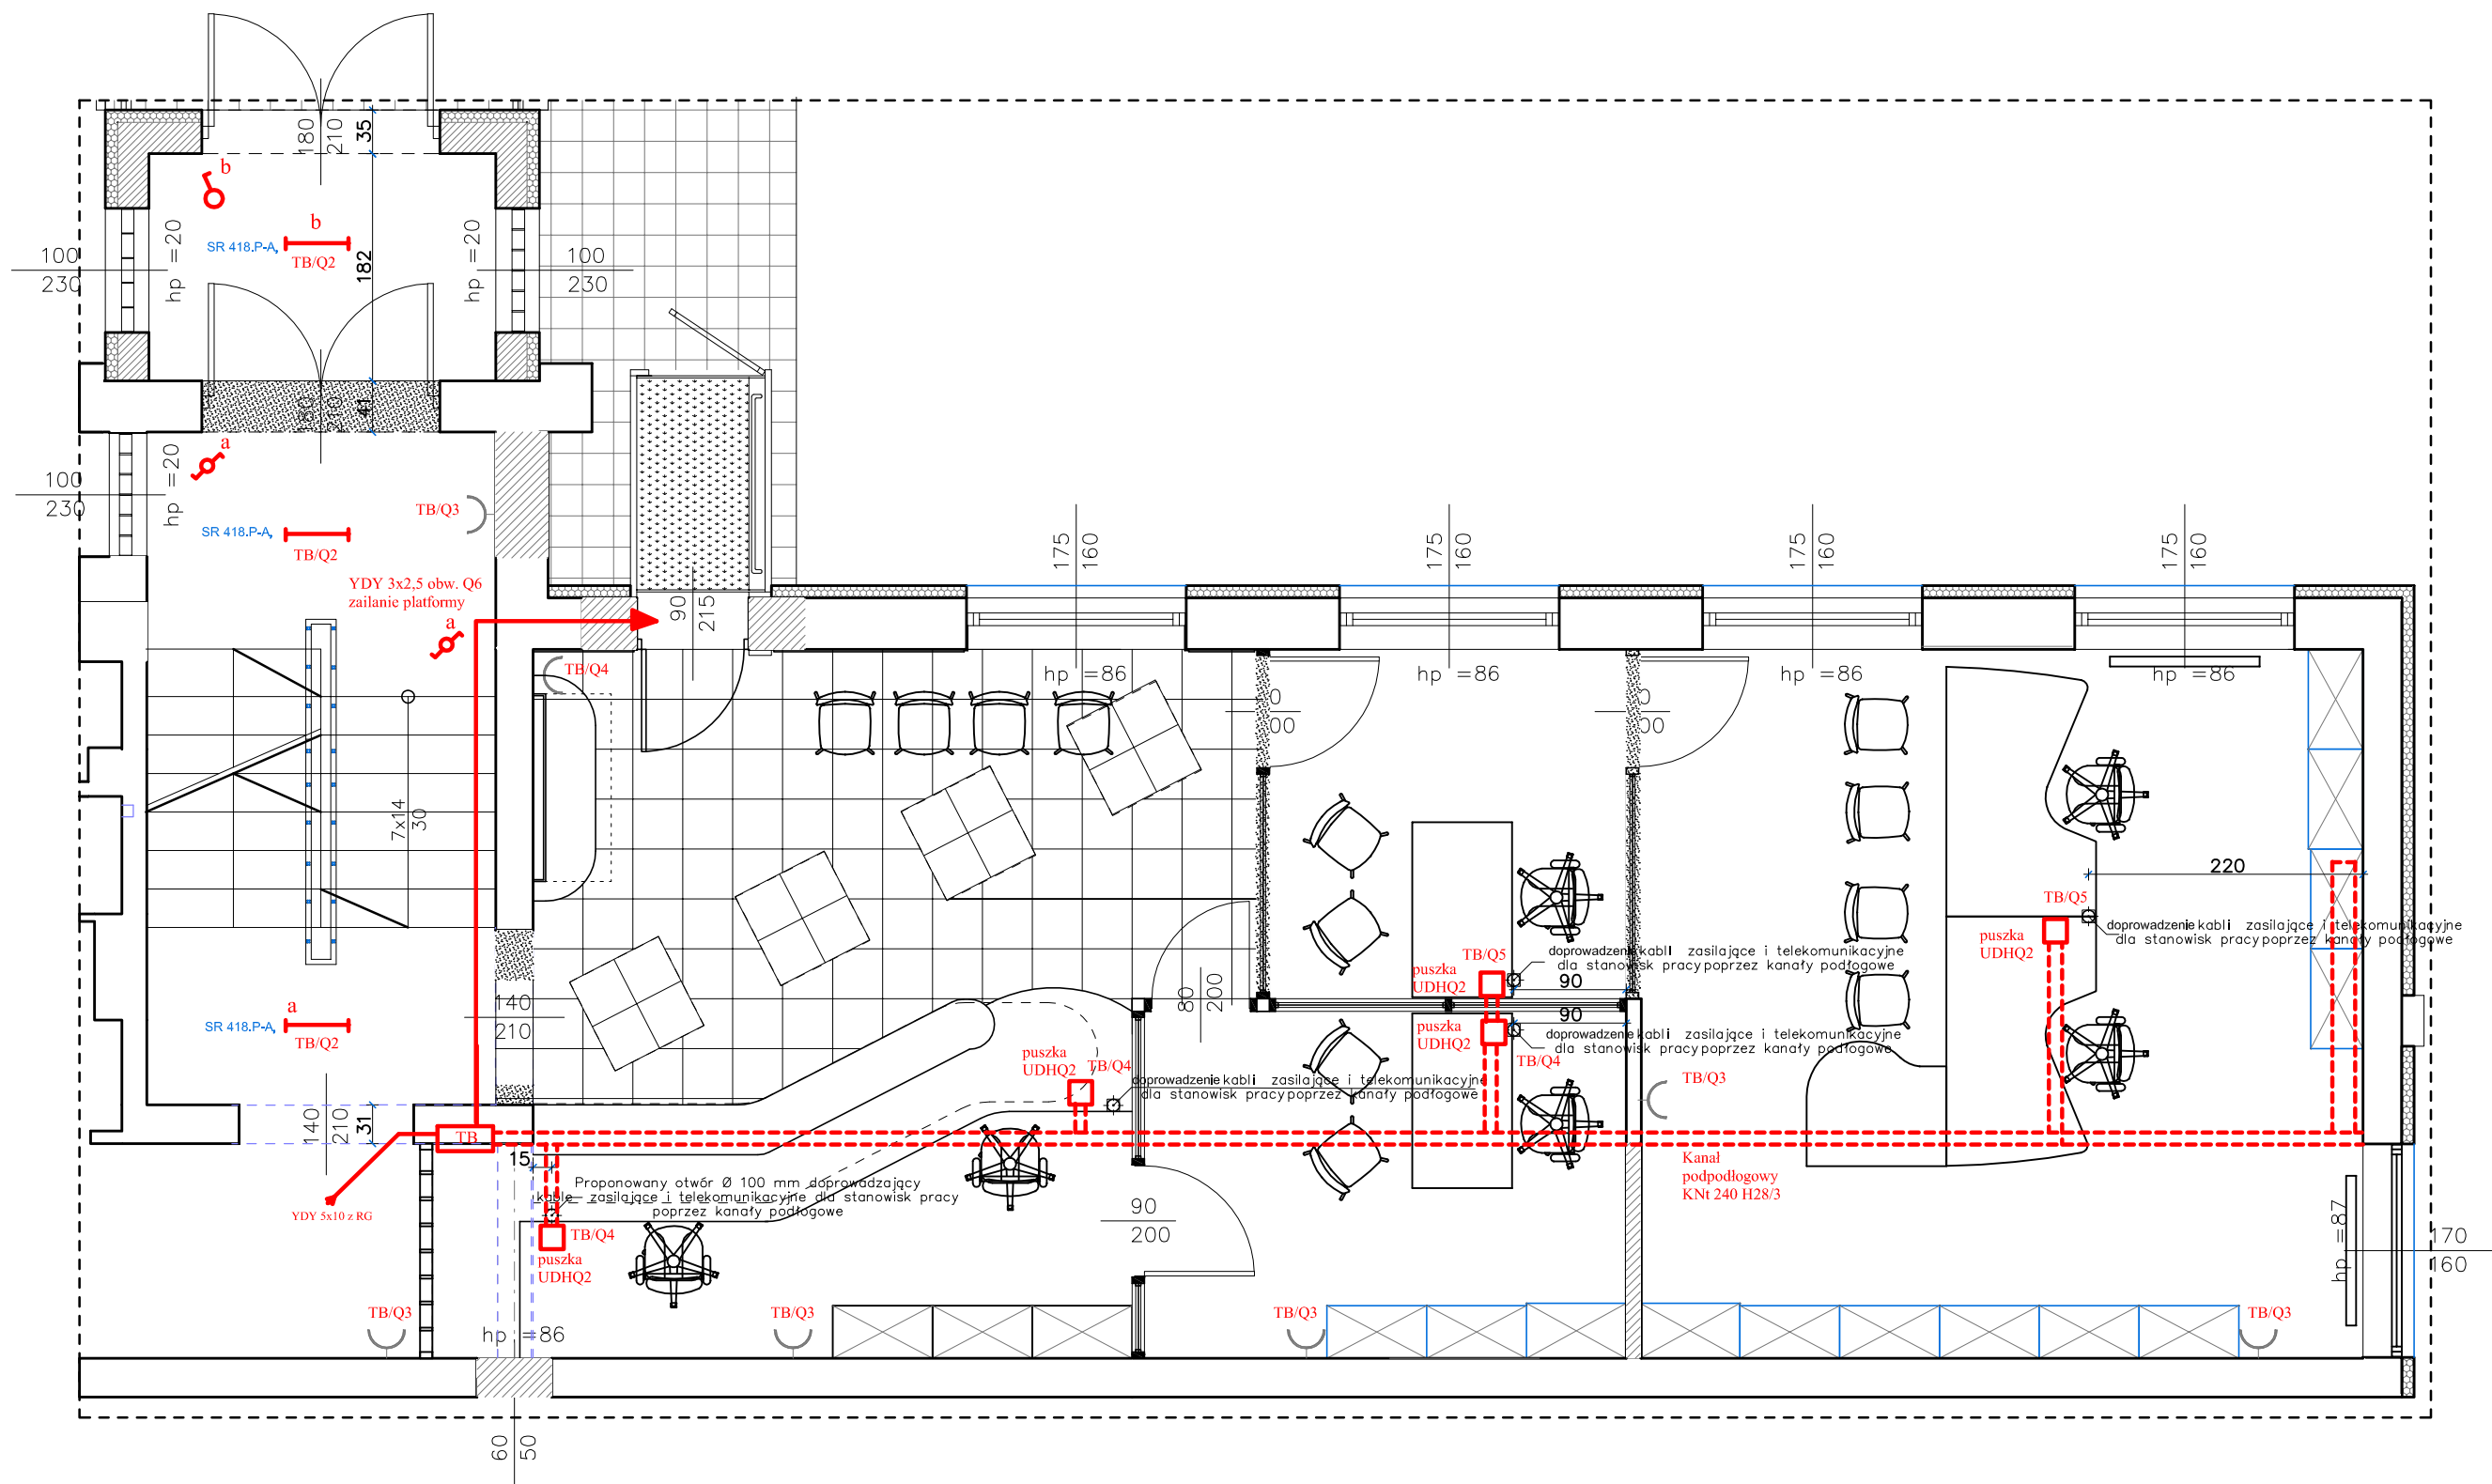 180
210
35
b
b
SR 418.P-A,
TB/Q2
182
hp =20
hp =20
100
230
100
230
180
210
41
a
hp =20
100
230
TB/Q3
SR 418.P-A,
TB/Q2
YDY 3x2,5 obw. Q6
zailanie platformy
a
90
215
175
160
175
160
175
160
175
160
TB/Q4
hp =86
hp =86
hp =86
hp =86
0
00
0
00
7x14
30
220
TB/Q5
puszka
UDHQ2
doprowadzenie kabli zasilające i telekomunikacyjne
dla stanowisk pracy poprzez kanały podłogowe
TB/Q5
puszka
UDHQ2
doprowadzenie kabli zasilające i telekomunikacyjne
dla stanowisk pracy poprzez kanały podłogowe
90
90
puszka
UDHQ2
doprowadzenie kabli zasilające i telekomunikacyjne
dla stanowisk pracy poprzez kanały podłogowe
TB/Q4
80
200
140
210
a
SR 418.P-A,
TB/Q2
puszka
UDHQ2
TB/Q4
doprowadzenie kabli zasilające i telekomunikacyjne
dla stanowisk pracy poprzez kanały podłogowe
TB/Q3
140
210
31
TB
15
Kanał
podpodłogowy
KNt 240 H28/3
Proponowany otwór Ø 100 mm doprowadzający
kable zasilające i telekomunikacyjne dla stanowisk pracy
poprzez kanały podłogowe
YDY 5x10 z RG
TB/Q4
puszka
UDHQ2
90
200
hp =87
170
160
TB/Q3
TB/Q3
TB/Q3
TB/Q3
hp =86
60
50